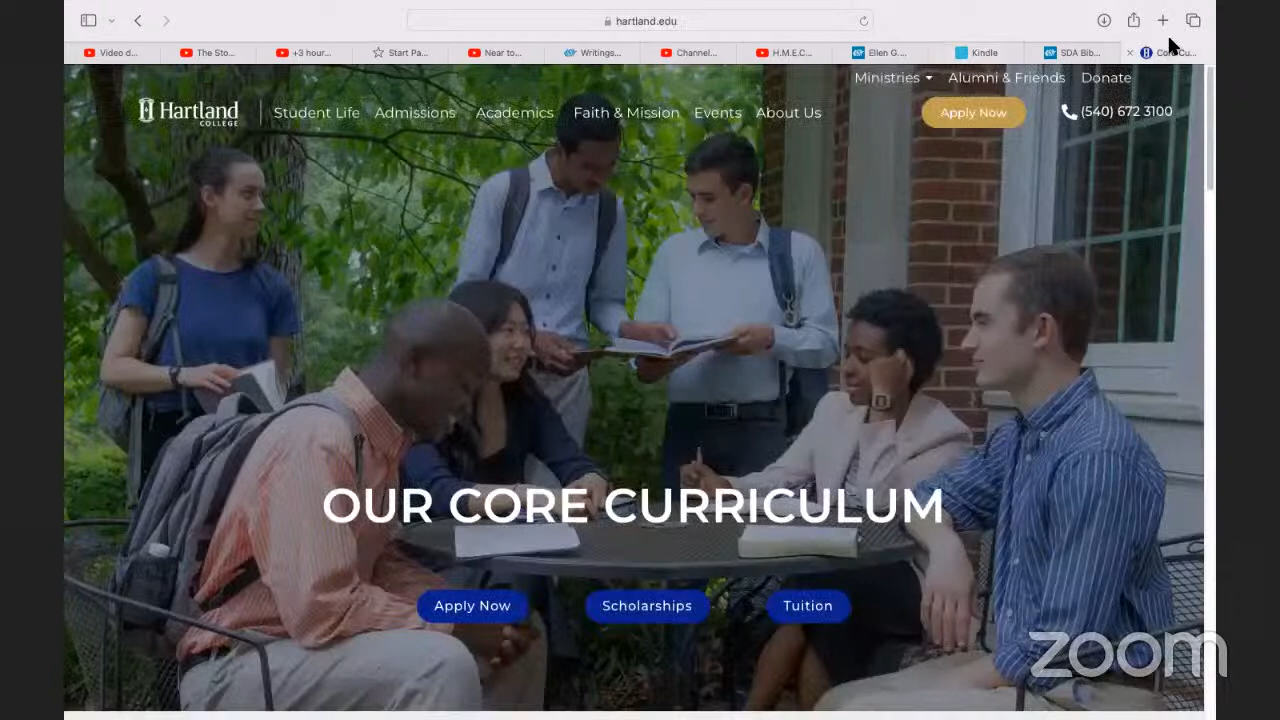 hartland.edu
Video d...
The Sto...
+3 hour...
Start Pa...
Near to...
Writings...
Channel...
H.M.E.C...
Ellen G....
Kindle
SDA Bib...
Ministries
Alumni & Friends
Donate
Hartland
COLLEGE
Student Life
Admissions
Academics
Faith & Mission
Events
About Us
Apply Now
(540) 672 3100
OUR CORE CURRICULUM
Apply Now
Scholarships
Tuition
zoom